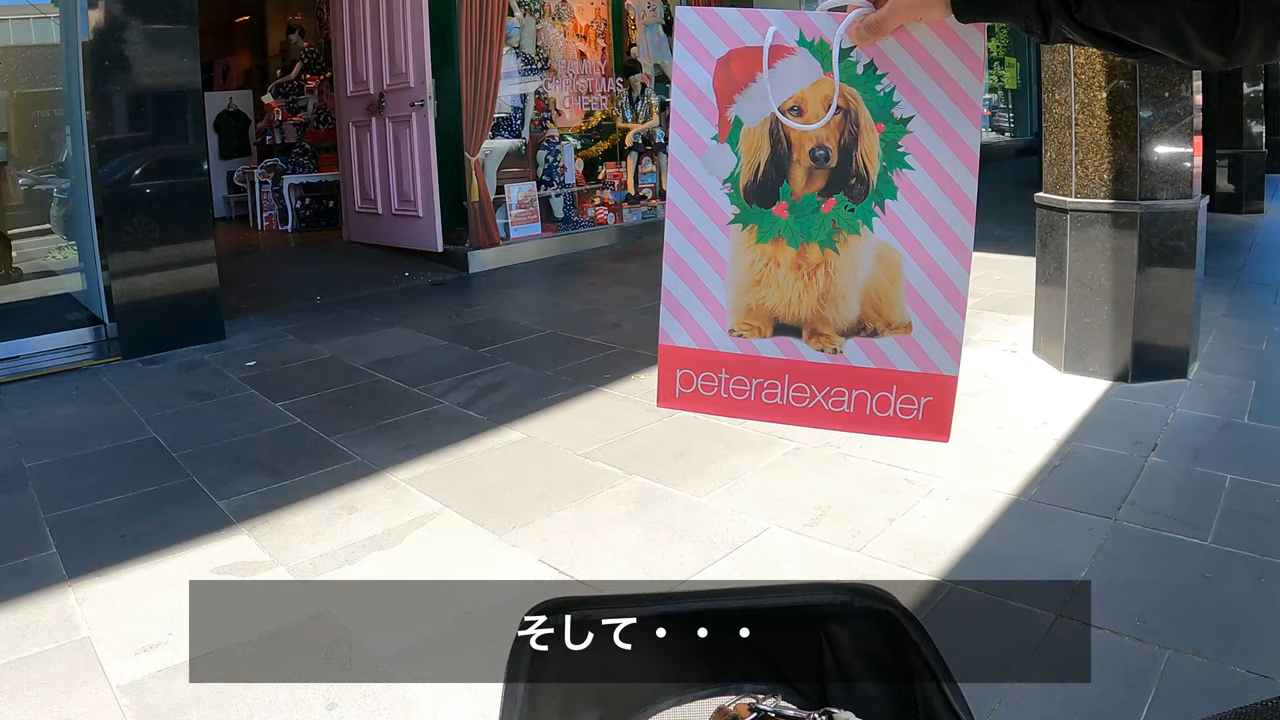 FAMILY
CHRISTMAS
CHEER
peteralexander
そして・・・